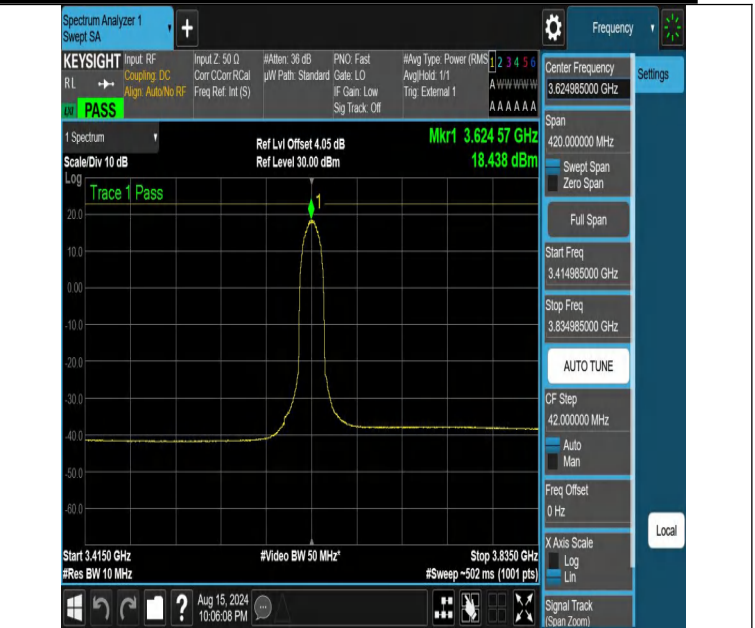 Spectrum Analyzer 1
Swept SA
Frequency
KEYSIGHT
RL
PASS
Input: RF
Coupling: DC
Align: Auto/No RF
Input Z: 50 Ω
Corr CCorr RCal
Freq Ref: Int (S)
#Atten: 36 dB
µW Path: Standard
PNO: Fast
Gate: LO
IF Gain: Low
Sig Track: Off
#Avg Type: Power (RMS
Avg|Hold: 1/1
Trig: External 1
1 2 3 4 5 6
A W W W W W
A A A A A A
1 Spectrum
Scale/Div 10 dB
Ref Lvl Offset 4.05 dB
Ref Level 30.00 dBm
Mkr1 3.624 57 GHz
18.438 dBm
Log
Trace 1 Pass
1
20.0
10.0
0.00
-10.0
-20.0
-30.0
-40.0
-50.0
-60.0
Start 3.4150 GHz
#Video BW 50 MHz*
Stop 3.8350 GHz
#Res BW 10 MHz
#Sweep ~502 ms (1001 pts)
Center Frequency
3.624985000 GHz
Settings
Span
420.000000 MHz
Swept Span
Zero Span
Full Span
Start Freq
3.414985000 GHz
Stop Freq
3.834985000 GHz
AUTO TUNE
CF Step
42.000000 MHz
Auto
Man
Freq Offset
0 Hz
X Axis Scale
Log
Lin
Local
Signal Track
(Span Zoom)
?
Aug 15, 2024
10:06:08 PM